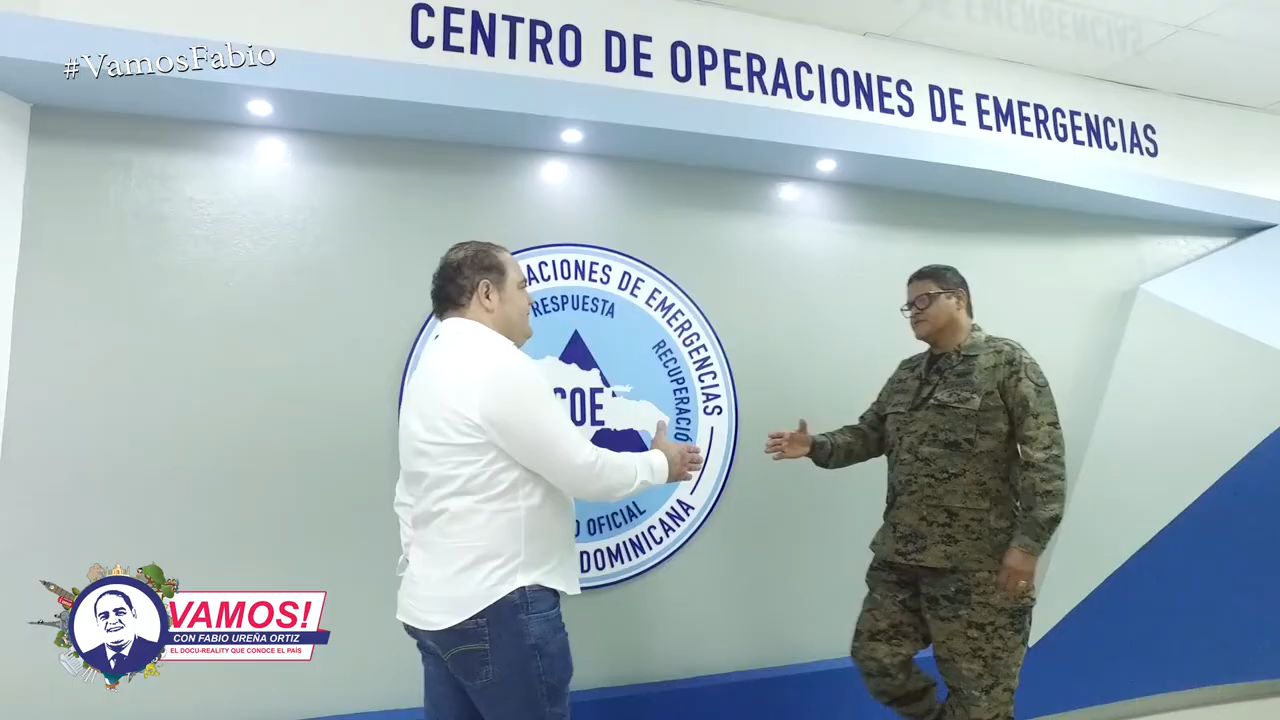 #VamosFabio
CENTRO DE OPERACIONES DE EMERGENCIAS
ACIONES DE EMERGENCIAS
RESPUESTA
RECUPERACIÓ
COE
O OFICIAL
DOMINICANA
VAMOS!
CON FABIO UREÑA ORTIZ
EL DOCU-REALITY QUE CONOCE EL PAÍS